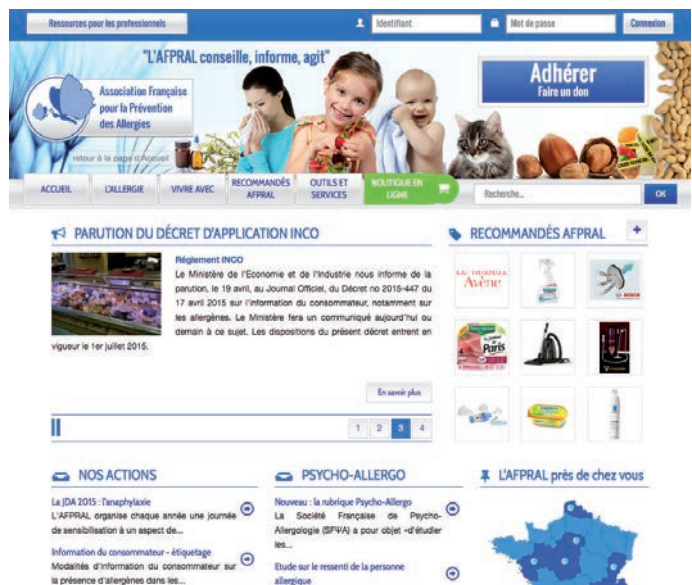 Ressources pour les professionnels
Identifiant
Mot de passe
Connexion
"L'AFPRAL conseille, informe, agit"
Association Française
pour la Prévention
des Allergies
retour à la page d'Accueil
Adhérer
Faire un don
ACCUEIL
L'ALLERGIE
VIVRE AVEC
RECOMMANDÉS
AFPRAL
OUTILS ET
SERVICES
BOUTIQUE EN
LIGNE
Recherche...
OK
PARUTION DU DÉCRET D'APPLICATION INCO
Réglement INCO
Le Ministère de l'Economie et de l'Industrie nous informe de la
parution, le 19 avril, au Journal Officiel, du Décret no 2015-447 du
17 avril 2015 sur l'information du consommateur, notamment sur
les allergènes. Le Ministère fera un communiqué aujourd'hui ou
demain à ce sujet. Les dispositions du présent décret entrent en
vigueur le 1er juillet 2015.
En savoir plus
1 2 3 4
RECOMMANDÉS AFPRAL
+
EAU THERMALE
Avène
BOSCH
Paris
NOS ACTIONS
La JDA 2015 : l'anaphylaxie
L'AFPRAL organise chaque année une journée
de sensibilisation à un aspect de...
Information du consommateur - étiquetage
Modalités d'information du consommateur sur
la présence d'allergènes dans les...
PSYCHO-ALLERGO
Nouveau : la rubrique Psycho-Allergo
La Société Française de Psycho-
Allergologie (SFΨA) a pour objet «d'étudier
les...
Etude sur le ressenti de la personne
allergique
L'AFPRAL près de chez vous